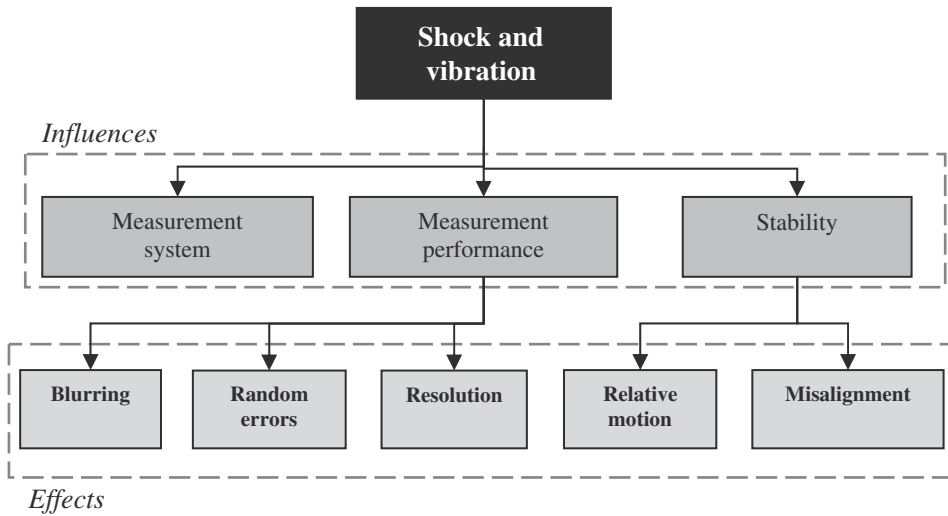 Shock and
vibration
Influences
Measurement
system
Measurement
performance
Stability
Blurring
Random
errors
Resolution
Relative
motion
Misalignment
Effects